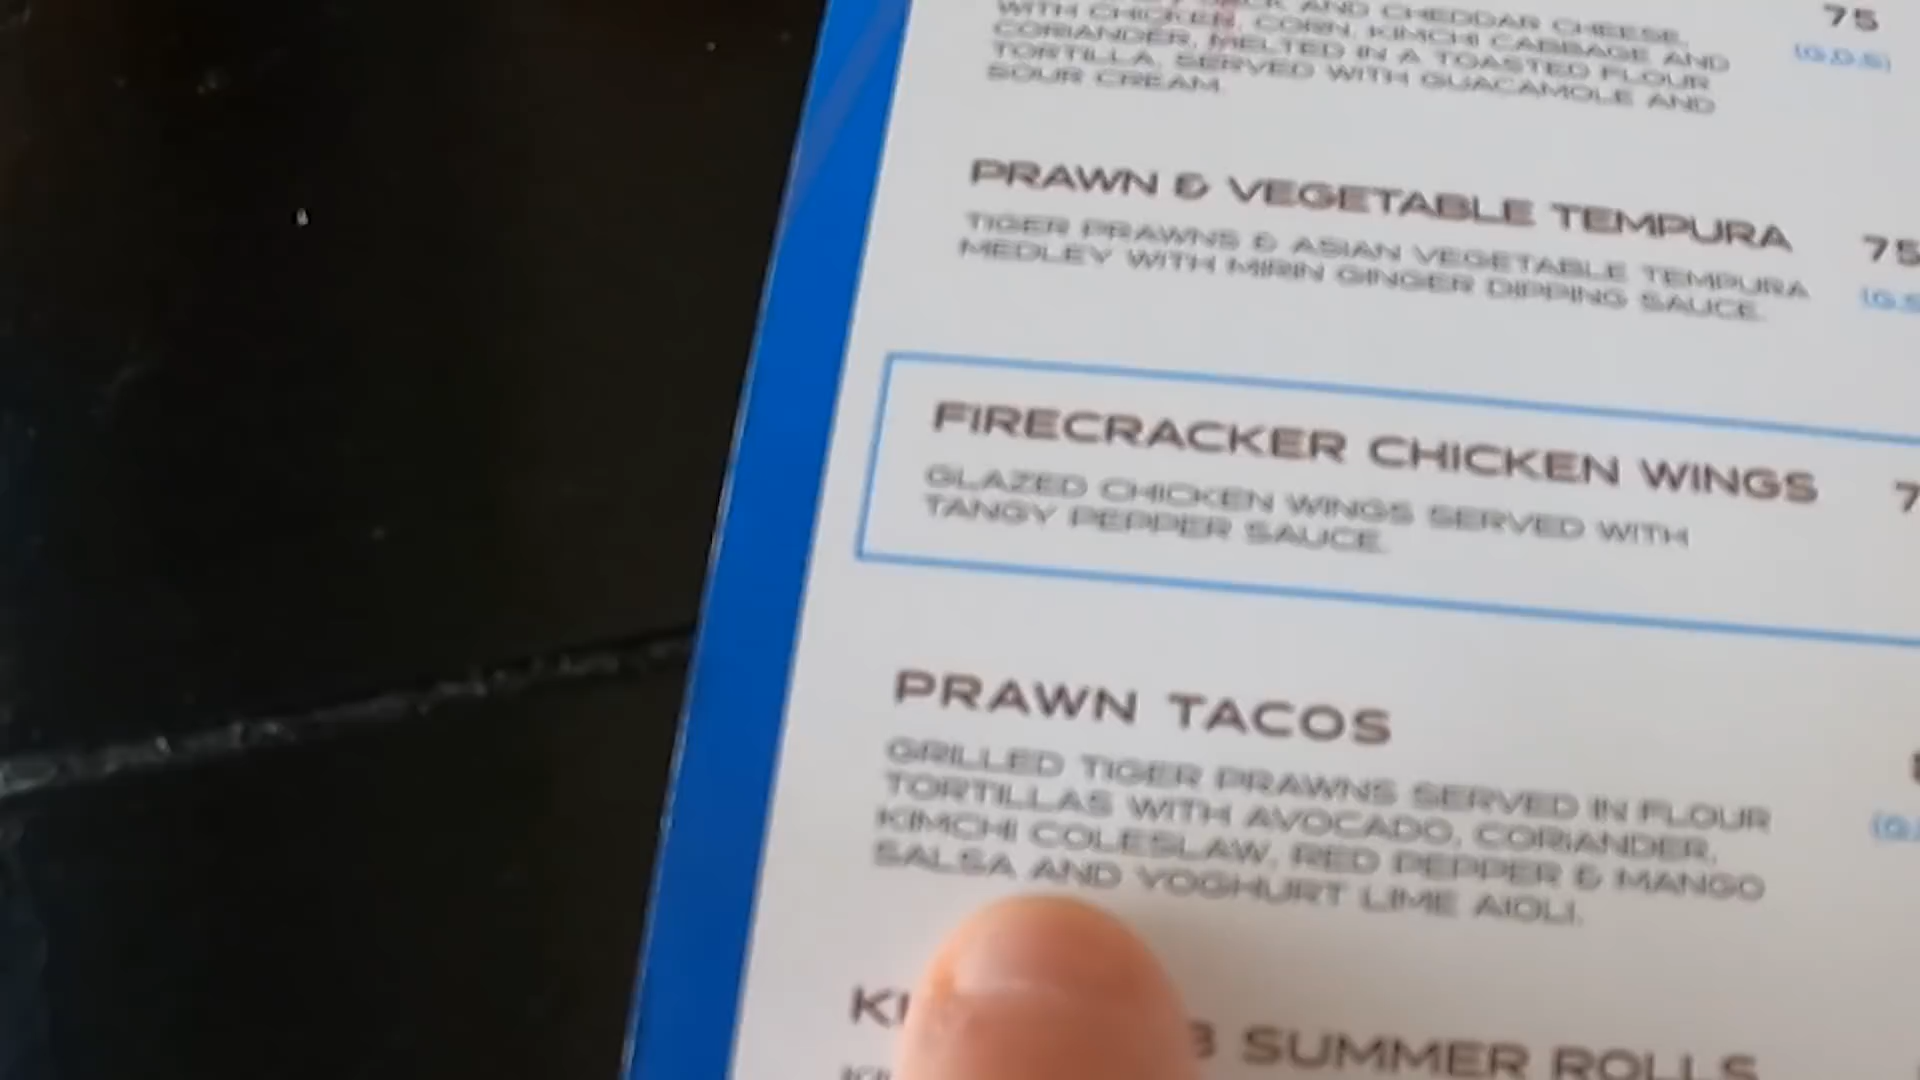 AND CHEDDAR CHEESE,
WITH CHICKEN, CORN, KIMCHI CABBAGE AND
CORIANDER, MELTED IN A TOASTED FLOUR
TORTILLA, SERVED WITH GUACAMOLE AND
SOUR CREAM.
75
(G,D,S)
PRAWN & VEGETABLE TEMPURA
75
TIGER PRAWNS & ASIAN VEGETABLE TEMPURA
MEDLEY WITH MIRIN GINGER DIPPING SAUCE.
FIRECRACKER CHICKEN WINGS
GLAZED CHICKEN WINGS SERVED WITH
TANGY PEPPER SAUCE.
PRAWN TACOS
GRILLED TIGER PRAWNS SERVED IN FLOUR
TORTILLAS WITH AVOCADO, CORIANDER,
KIMCHI COLESLAW, RED PEPPER & MANGO
SALSA AND YOGHURT LIME AIOLI.
SUMMER ROLLS